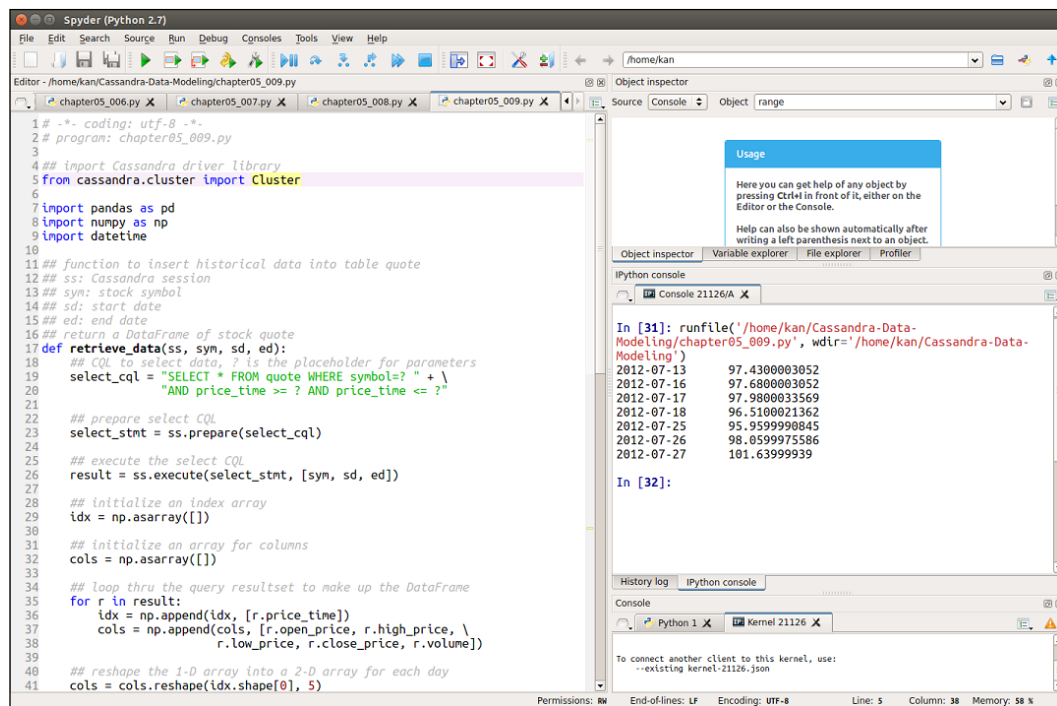 Spyder (Python 2.7)
File Edit Search Source Run Debug Consoles Tools View Help
/home/kan
Editor - /home/kan/Cassandra-Data-Modeling/chapter05_009.py
chapter05_006.py X chapter05_007.py X chapter05_008.py X chapter05_009.py X
1 # -*- coding: utf-8 -*-
2 # program: chapter05_009.py
3
4 ## import Cassandra driver library
5 from cassandra.cluster import Cluster
6
7 import pandas as pd
8 import numpy as np
9 import datetime
10
11 ## function to insert historical data into table quote
12 ## ss: Cassandra session
13 ## sym: stock symbol
14 ## sd: start date
15 ## ed: end date
16 ## return a DataFrame of stock quote
17 def retrieve_data(ss, sym, sd, ed):
18     ## CQL to select data, ? is the placeholder for parameters
19     select_cql = "SELECT * FROM quote WHERE symbol=? " + \
20                  "AND price_time >= ? AND price_time <= ?"
21
22     ## prepare select CQL
23     select_stmt = ss.prepare(select_cql)
24
25     ## execute the select CQL
26     result = ss.execute(select_stmt, [sym, sd, ed])
27
28     ## initialize an index array
29     idx = np.asarray([])
30
31     ## initialize an array for columns
32     cols = np.asarray([])
33
34     ## loop thru the query resultset to make up the DataFrame
35     for r in result:
36         idx = np.append(idx, [r.price_time])
37         cols = np.append(cols, [r.open_price, r.high_price, \
38                          r.low_price, r.close_price, r.volume])
39
40     ## reshape the 1-D array into a 2-D array for each day
41     cols = cols.reshape(idx.shape[0], 5)
Object inspector
Source Console Object range
Usage
Here you can get help of any object by
pressing Ctrl+I in front of it, either on the
Editor or the Console.
Help can also be shown automatically after
writing a left parenthesis next to an object.
Object inspector Variable explorer File explorer Profiler
IPython console
IP Console 21126/A X
In [31]: runfile('/home/kan/Cassandra-Data-
Modeling/chapter05_009.py', wdir='/home/kan/Cassandra-Data-
Modeling')
2012-07-13 97.4300003052
2012-07-16 97.6800003052
2012-07-17 97.9800033569
2012-07-18 96.5100021362
2012-07-25 95.9599990845
2012-07-26 98.0599975586
2012-07-27 101.63999939
In [32]:
History log IPython console
Console
Python 1 X IP Kernel 21126 X
To connect another client to this kernel, use:
--existing kernel-21126.json
Permissions: RW End-of-lines: LF Encoding: UTF-8 Line: 5 Column: 38 Memory: 58 %